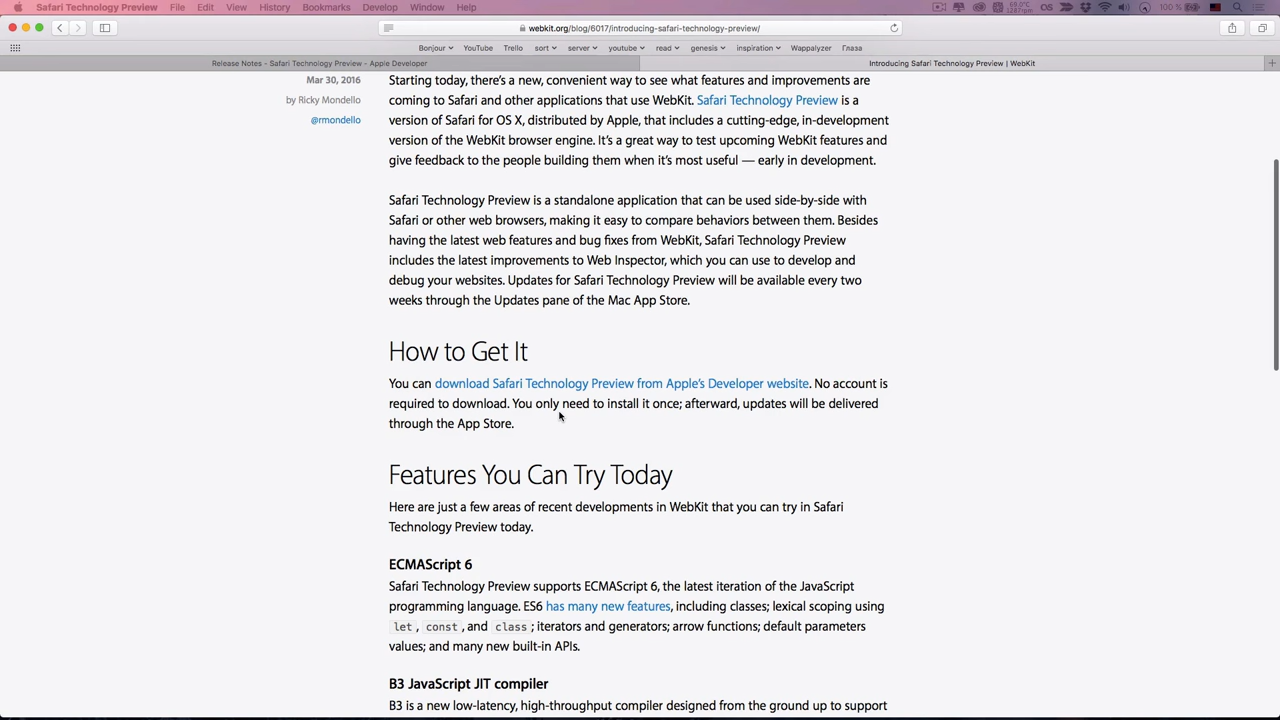 Safari Technology Preview File Edit View History Bookmarks Develop Window Help
100 %
webkit.org/blog/6017/introducing-safari-technology-preview/
Bonjour YouTube Trello sort server youtube read genesis inspiration Wappalyzer Глаза
Release Notes - Safari Technology Preview - Apple Developer
Introducing Safari Technology Preview | WebKit
Mar 30, 2016
by Ricky Mondello
@rmondello
Starting today, there’s a new, convenient way to see what features and improvements are
coming to Safari and other applications that use WebKit. Safari Technology Preview is a
version of Safari for OS X, distributed by Apple, that includes a cutting-edge, in-development
version of the WebKit browser engine. It’s a great way to test upcoming WebKit features and
give feedback to the people building them when it’s most useful — early in development.
Safari Technology Preview is a standalone application that can be used side-by-side with
Safari or other web browsers, making it easy to compare behaviors between them. Besides
having the latest web features and bug fixes from WebKit, Safari Technology Preview
includes the latest improvements to Web Inspector, which you can use to develop and
debug your websites. Updates for Safari Technology Preview will be available every two
weeks through the Updates pane of the Mac App Store.
How to Get It
You can download Safari Technology Preview from Apple’s Developer website. No account is
required to download. You only need to install it once; afterward, updates will be delivered
through the App Store.
Features You Can Try Today
Here are just a few areas of recent developments in WebKit that you can try in Safari
Technology Preview today.
ECMAScript 6
Safari Technology Preview supports ECMAScript 6, the latest iteration of the JavaScript
programming language. ES6 has many new features, including classes; lexical scoping using
let, const, and class; iterators and generators; arrow functions; default parameters
values; and many new built-in APIs.
B3 JavaScript JIT compiler
B3 is a new low-latency, high-throughput compiler designed from the ground up to support